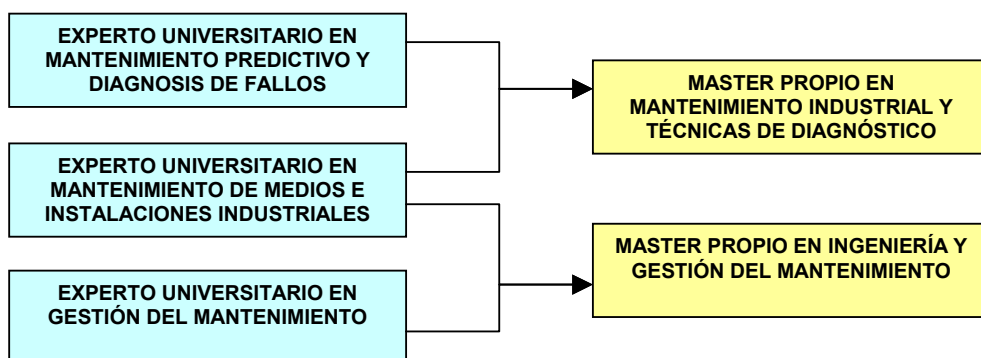 EXPERTO UNIVERSITARIO EN
MANTENIMIENTO PREDICTIVO Y
DIAGNOSIS DE FALLOS
EXPERTO UNIVERSITARIO EN
MANTENIMIENTO DE MEDIOS E
INSTALACIONES INDUSTRIALES
EXPERTO UNIVERSITARIO EN
GESTIÓN DEL MANTENIMIENTO
MASTER PROPIO EN
MANTENIMIENTO INDUSTRIAL Y
TÉCNICAS DE DIAGNÓSTICO
MASTER PROPIO EN INGENIERÍA Y
GESTIÓN DEL MANTENIMIENTO